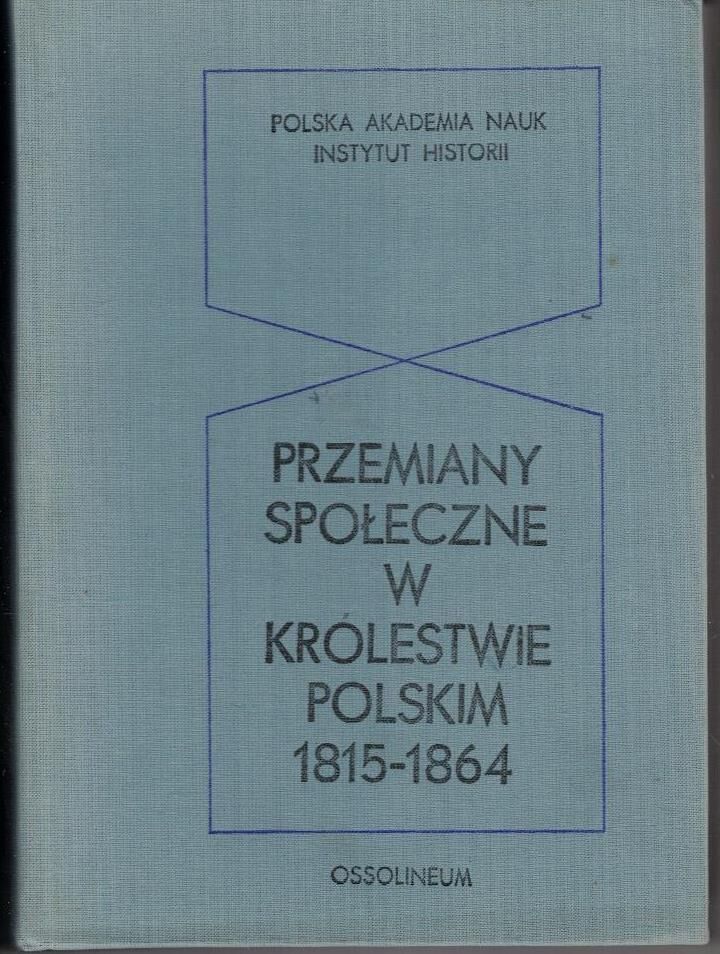 POLSKA AKADEMIA NAUK
INSTYTUT HISTORII
PRZEMIANY
SPOŁECZNE
W
KRÓLESTWIE
POLSKIM
1815-1864
OSSOLINEUM